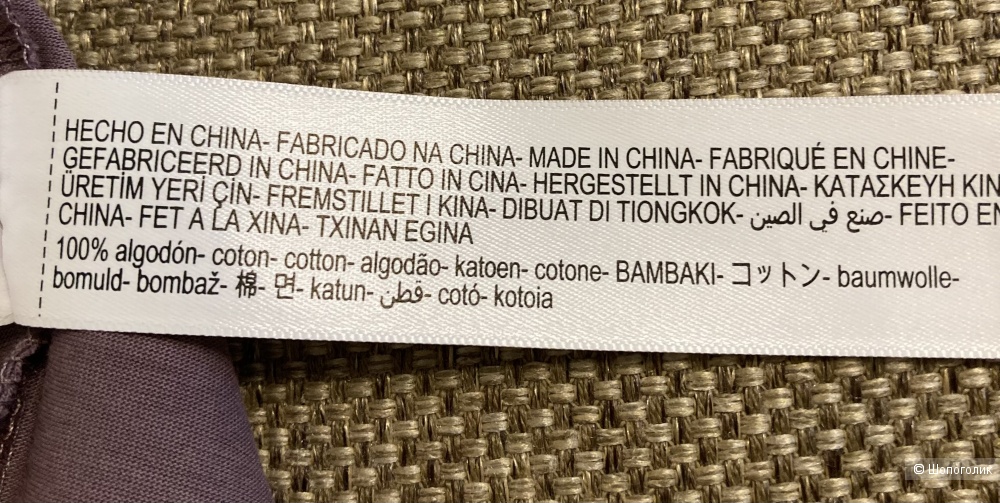 HECHO EN CHINA- FABRICADO NA CHINA- MADE IN CHINA- FABRIQUÉ EN CHINE-
GEFABRICEERD IN CHINA- FATTO IN CINA- HERGESTELLT IN CHINA- ΚΑΤΑΣΚΕΥΗ ΚΙΝ
ÜRETİM YERİ ÇİN- FREMSTILLET I KINA- DIBUAT DI TIONGKOK- صنع في الصين- FEITO EN
CHINA- FET A LA XINA- TXINAN EGINA
100% algodón- coton- cotton- algodão- katoen- cotone- BAMBAKI- コットン- baumwolle-
bomuld- bombaž- 棉- 면- katun- قطن- cotó- kotoia
© Шопоголик